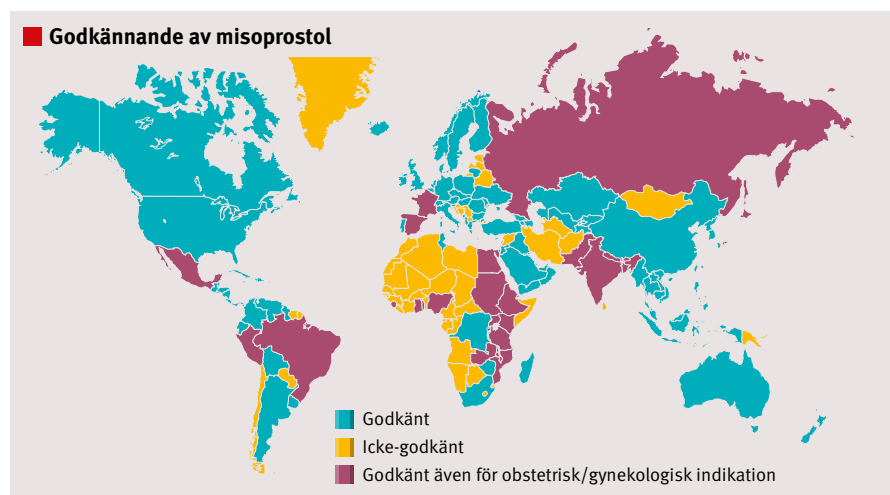 Godkännande av misoprostol
Godkänt
Icke-godkänt
Godkänt även för obstetrisk/gynekologisk indikation